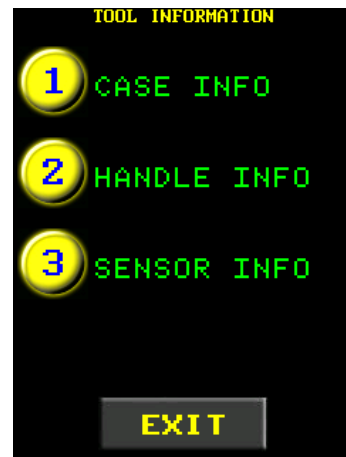 TOOL INFORMATION
1 CASE INFO
2 HANDLE INFO
3 SENSOR INFO
EXIT